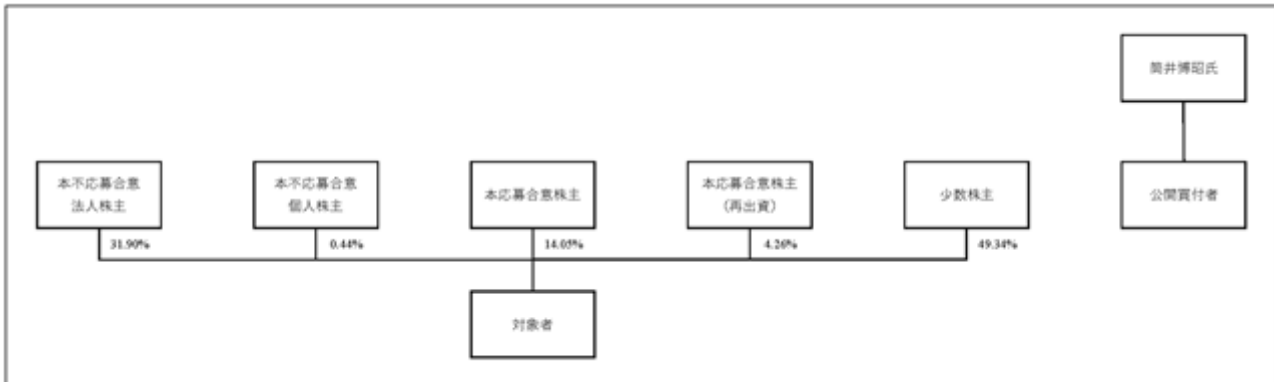 筒井博昭氏
本不応募合意
法人株主
本不応募合意
個人株主
本応募合意株主
本応募合意株主
(再出資)
少数株主
公開買付者
31.90%
0.44%
14.05%
4.26%
49.34%
対象者